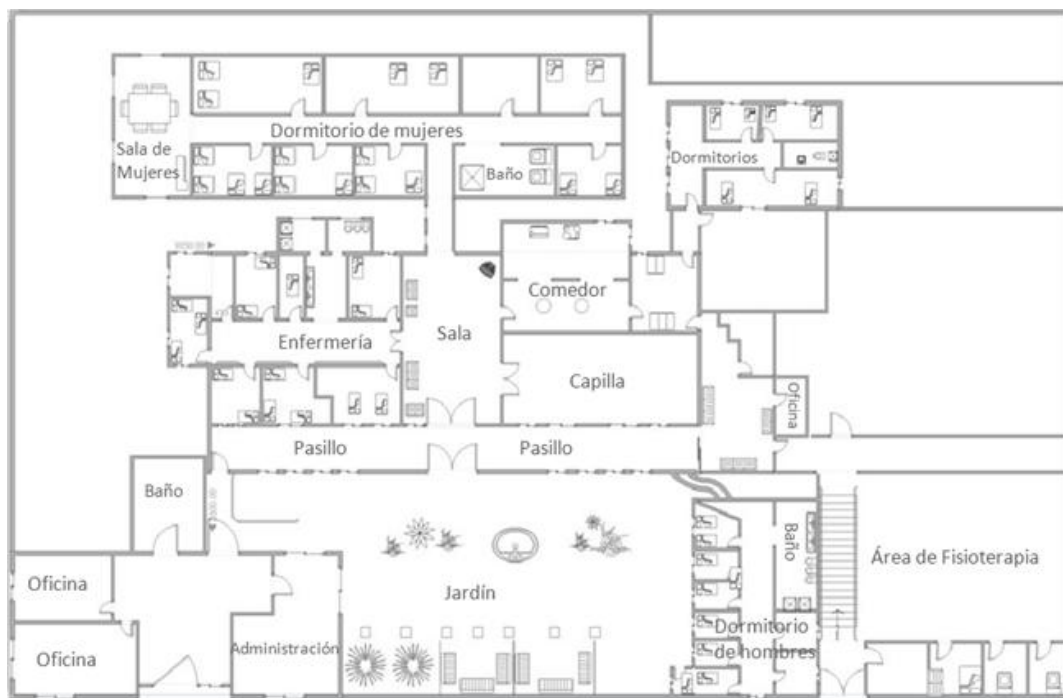 Dormitorio de mujeres
Sala de
Mujeres
Baño
Dormitorios
Comedor
Enfermería
Sala
Capilla
Oficina
Pasillo
Pasillo
Baño
Baño
Área de Fisioterapia
Oficina
Jardín
Dormitorio
de hombres
Administración
Oficina